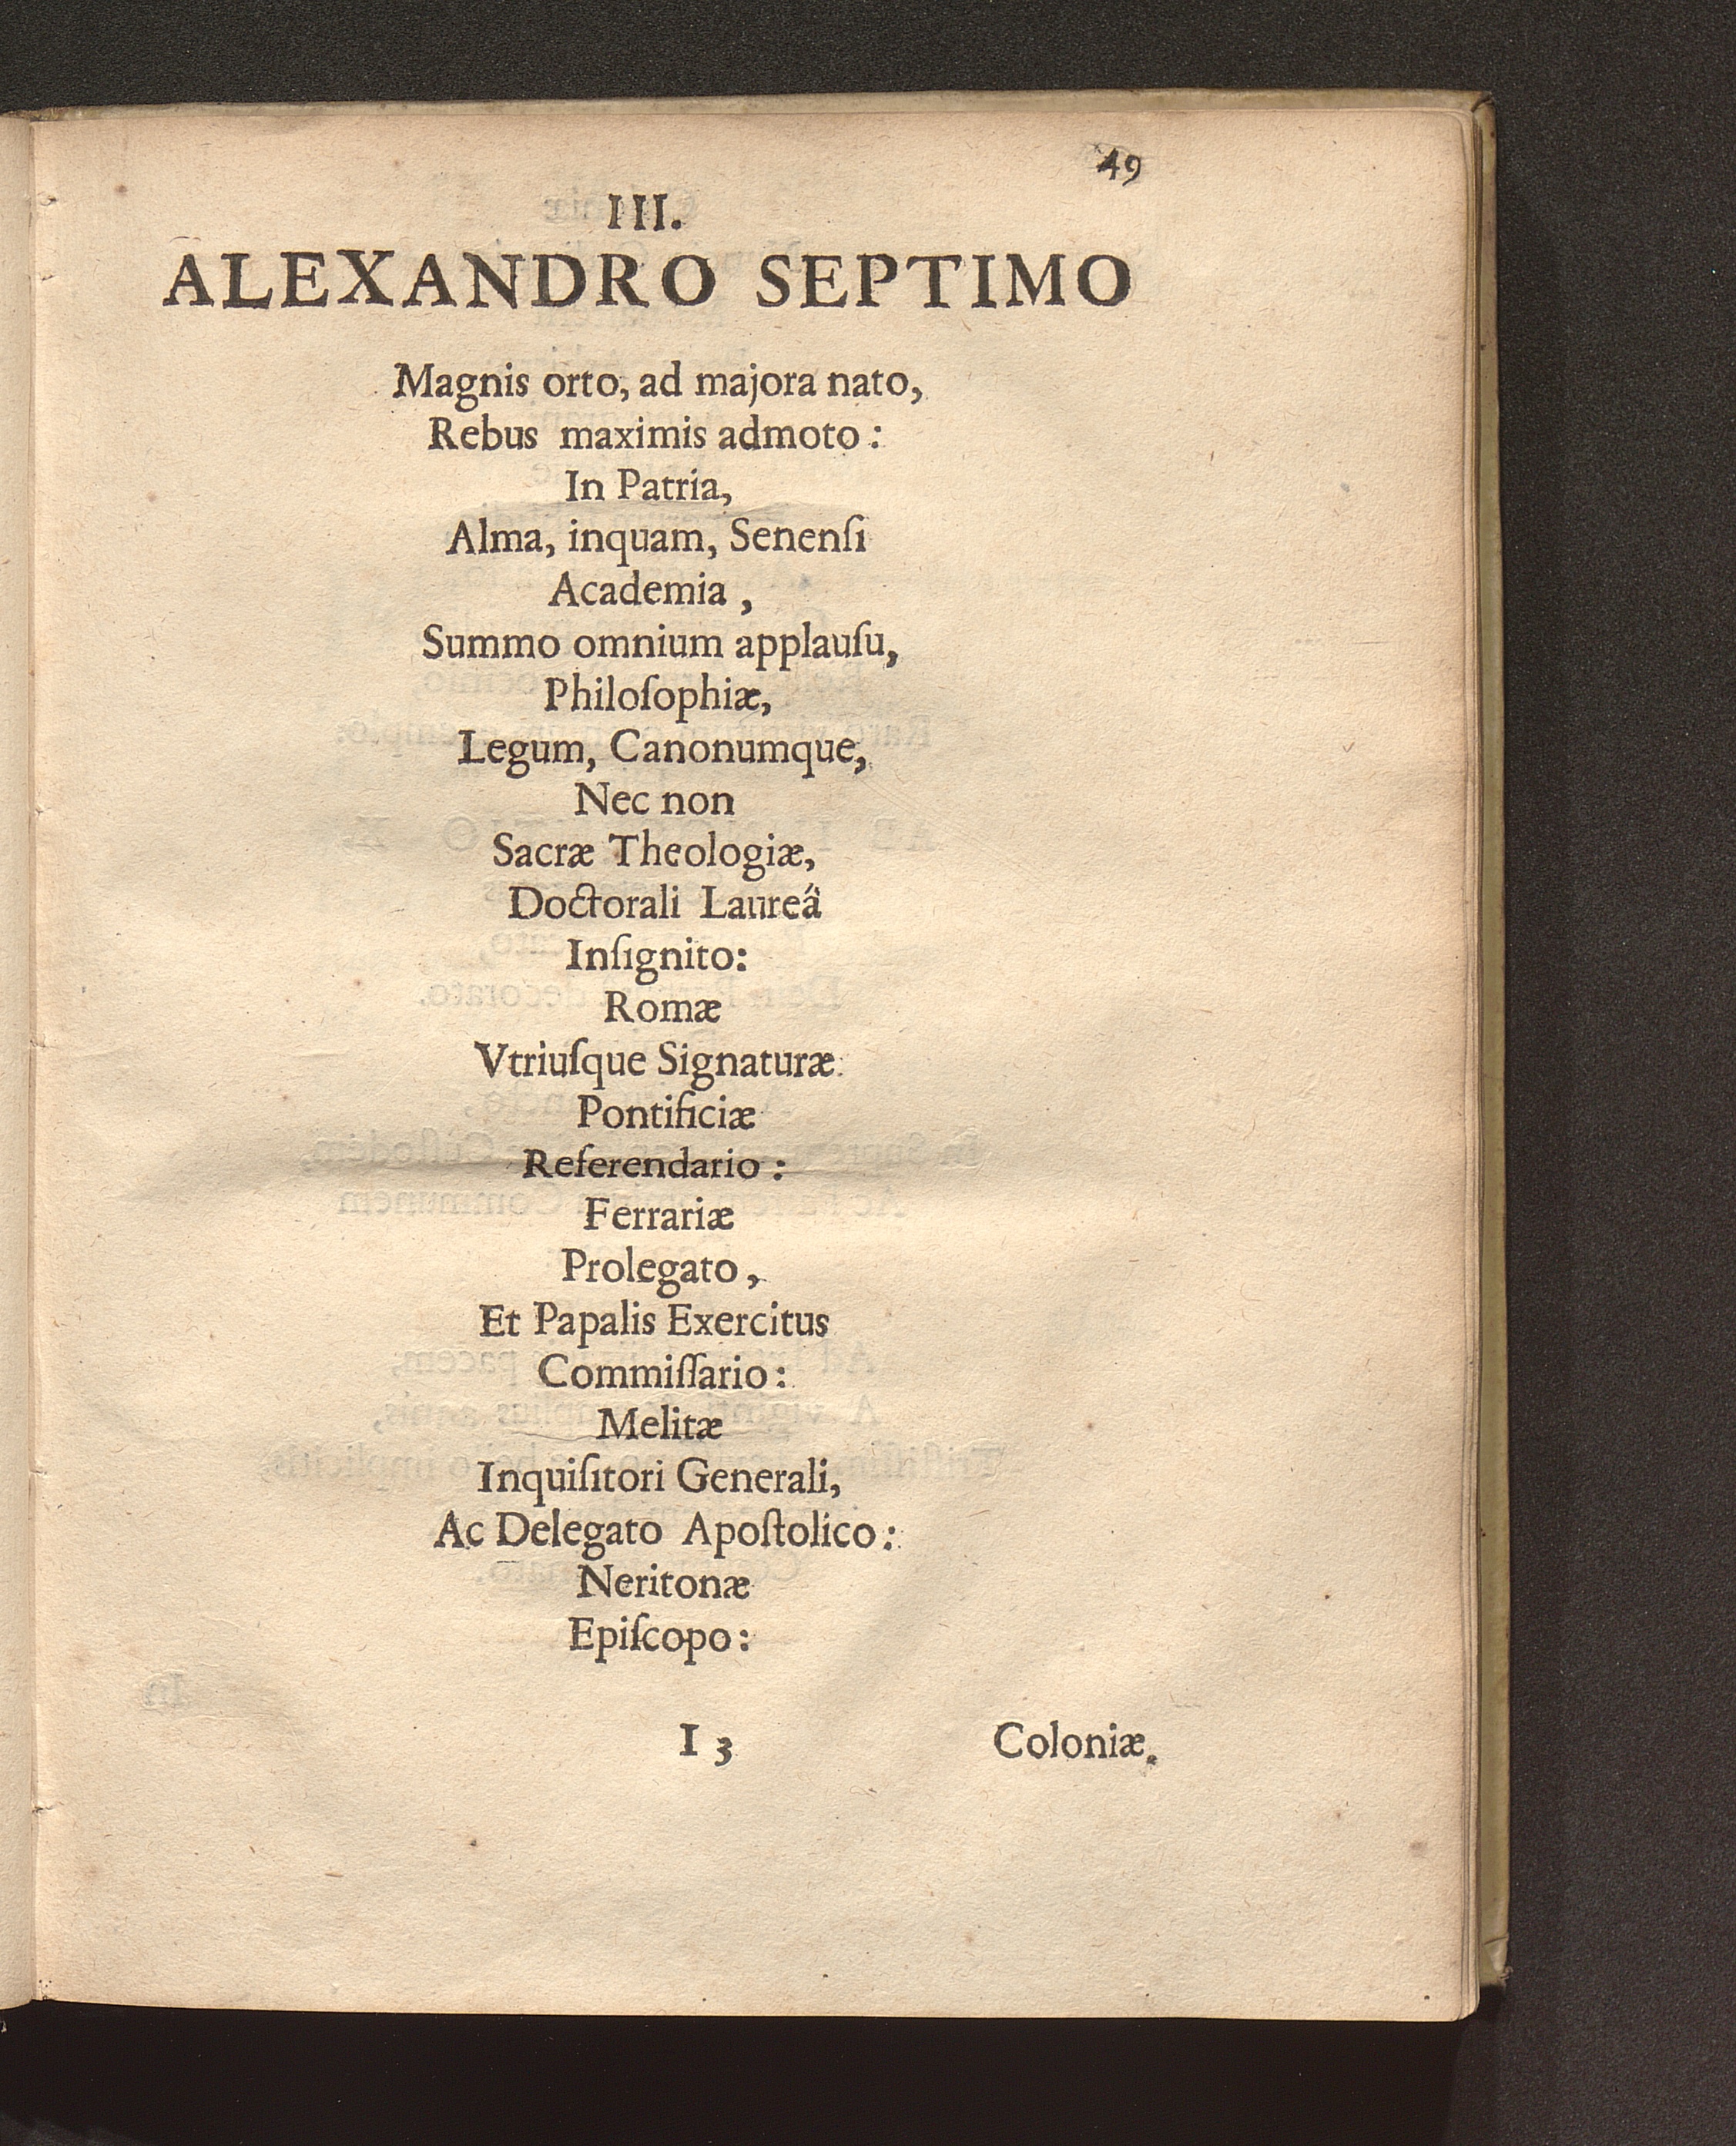 49
III.
ALEXANDRO SEPTIMO
Magnis orto, ad majora nato,
Rebus maximis admoto:
In Patria,
Alma, inquam, Senenſi
Academia,
Summo omnium applauſu,
Philoſophiæ,
Legum, Canonumque,
Nec non
Sacræ Theologiæ,
Doctorali Laureâ
Inſignito:
Romæ
Vtriuſque Signaturæ
Pontificiæ
Referendario:
Ferrariæ
Prolegato,
Et Papalis Exercitus
Commiſſario:
Melitæ
Inquiſitori Generali,
Ac Delegato Apoſtolico:
Neritonæ
Epiſcopo:
I 3 Coloniæ.